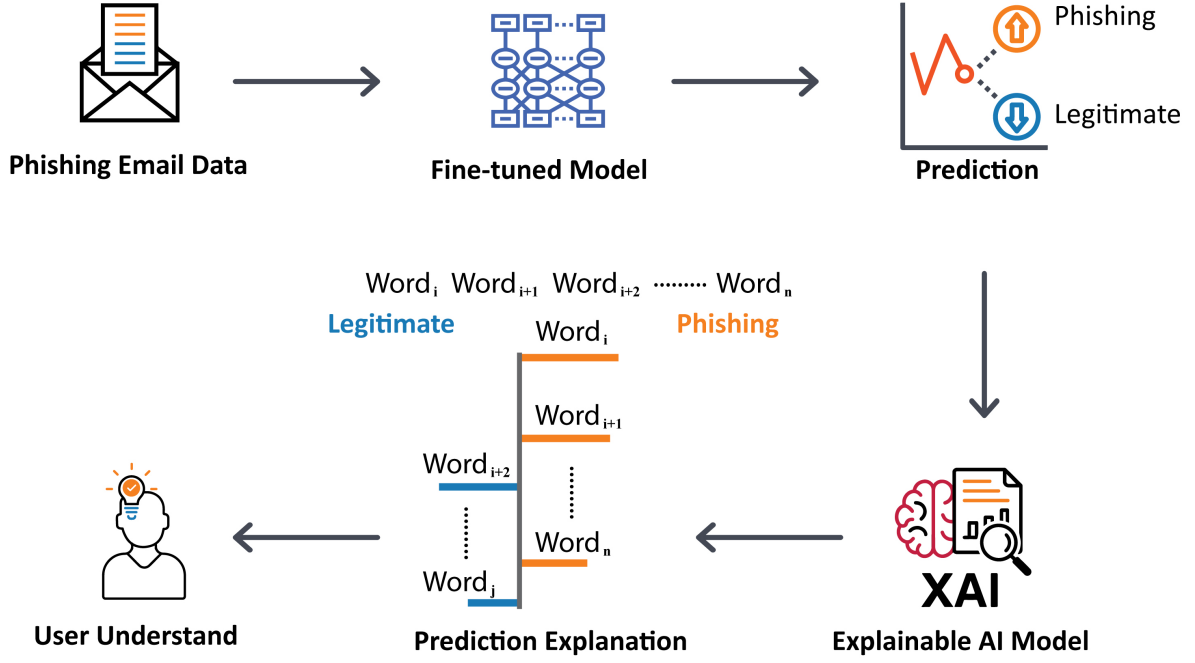 Phishing
Legitimate
Phishing Email Data
Fine-tuned Model
Prediction
Word i Word i+1 Word i+2 ......... Word n
Legitimate Phishing
Word i
Word i+1
Word i+2
Word n
Word j
XAI
User Understand
Prediction Explanation
Explainable AI Model